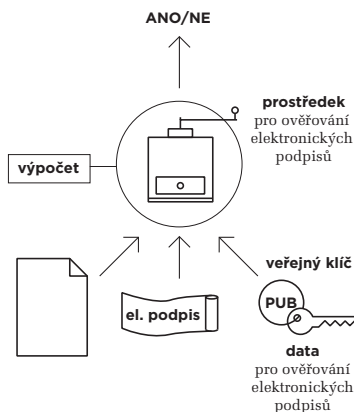 ANO/NE
prostředek
pro ověřování
elektronických
podpisů
výpočet
veřejný klíč
el. podpis
PUB
data
pro ověřování
elektronických
podpisů